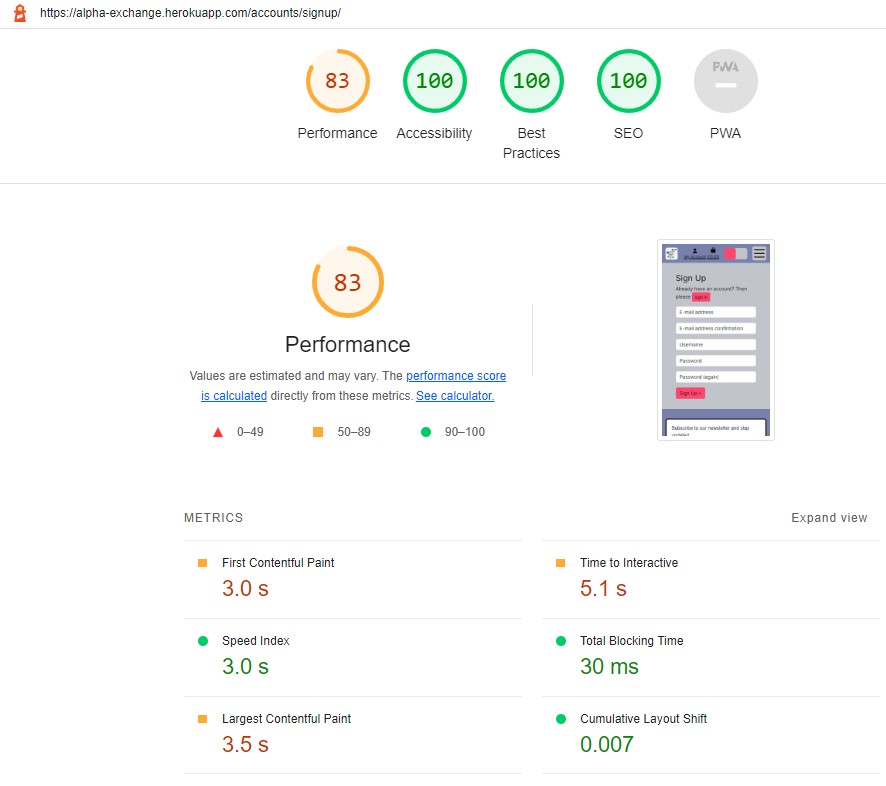 https://alpha-exchange.herokuapp.com/accounts/signup/
83
100
100
100
PWA
Performance
Accessibility
Best
Practices
SEO
PWA
83
Performance
Values are estimated and may vary. The performance score
is calculated directly from these metrics. See calculator.
0–49
50–89
90–100
Sign Up
Already have an account? Then
please sign in
E-mail address
E-mail address confirmation
Username
Password
Password (again)
Sign Up »
Subscribe to our newsletter and stay
updated
METRICS
Expand view
First Contentful Paint
3.0 s
Time to Interactive
5.1 s
Speed Index
3.0 s
Total Blocking Time
30 ms
Largest Contentful Paint
3.5 s
Cumulative Layout Shift
0.007